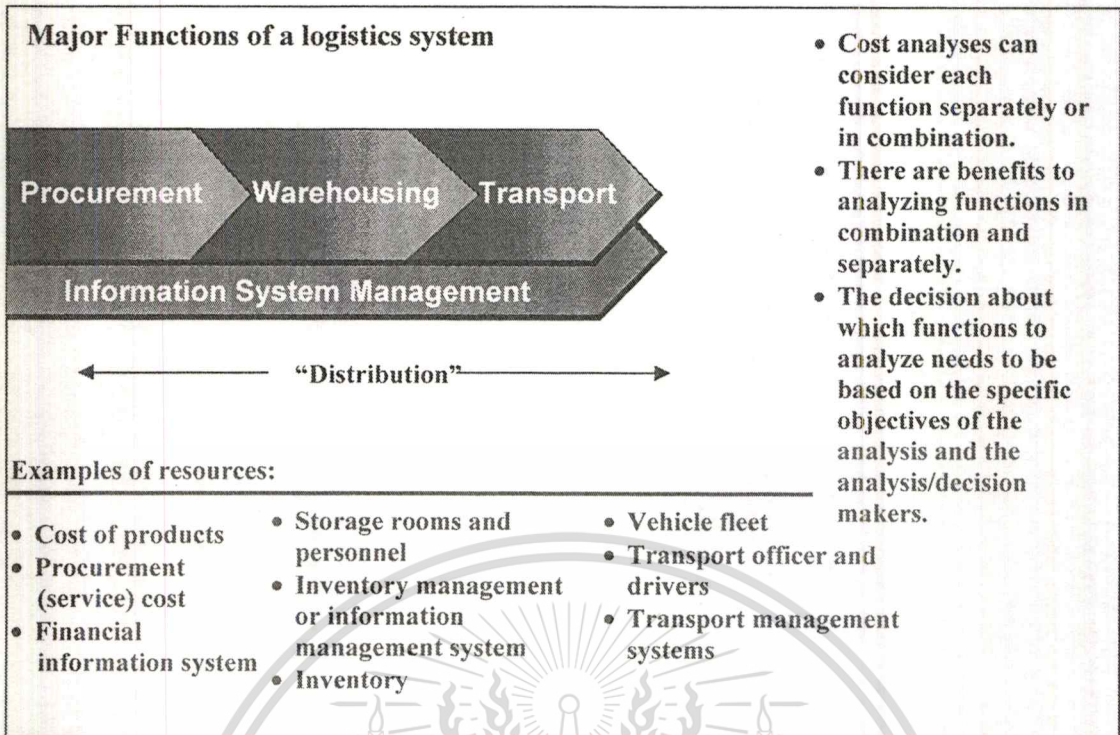 Major Functions of a logistics system
Procurement
Warehousing
Transport
Information System Management
“Distribution”
• Cost analyses can
consider each
function separately or
in combination.
• There are benefits to
analyzing functions in
combination and
separately.
• The decision about
which functions to
analyze needs to be
based on the specific
objectives of the
analysis and the
analysis/decision
makers.
Examples of resources:
• Cost of products
• Procurement
(service) cost
• Financial
information system
• Storage rooms and
personnel
• Inventory management
or information
management system
• Inventory
• Vehicle fleet
• Transport officer and
drivers
• Transport management
systems